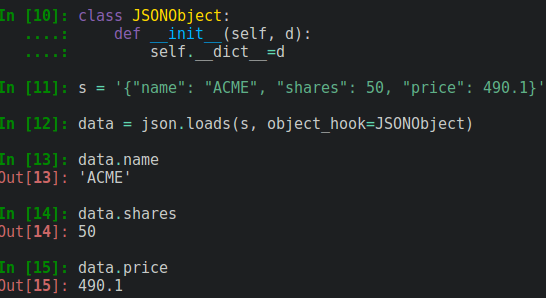 In [10]: class JSONObject:
   ....:     def __init__(self, d):
   ....:         self.__dict__=d
In [11]: s = '{"name": "ACME", "shares": 50, "price": 490.1}'
In [12]: data = json.loads(s, object_hook=JSONObject)
In [13]: data.name
Out[13]: 'ACME'
In [14]: data.shares
Out[14]: 50
In [15]: data.price
Out[15]: 490.1